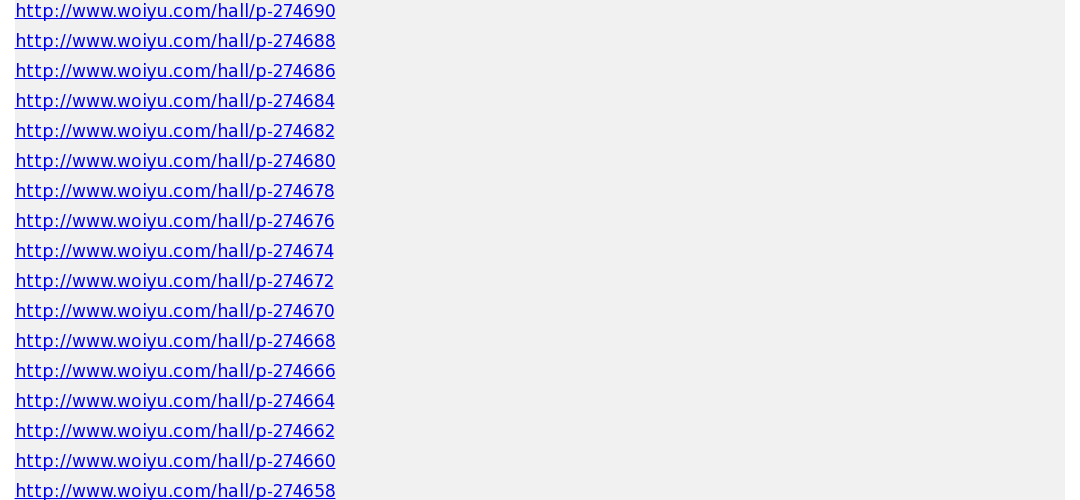 http://www.woiyu.com/hall/p-274690
http://www.woiyu.com/hall/p-274688
http://www.woiyu.com/hall/p-274686
http://www.woiyu.com/hall/p-274684
http://www.woiyu.com/hall/p-274682
http://www.woiyu.com/hall/p-274680
http://www.woiyu.com/hall/p-274678
http://www.woiyu.com/hall/p-274676
http://www.woiyu.com/hall/p-274674
http://www.woiyu.com/hall/p-274672
http://www.woiyu.com/hall/p-274670
http://www.woiyu.com/hall/p-274668
http://www.woiyu.com/hall/p-274666
http://www.woiyu.com/hall/p-274664
http://www.woiyu.com/hall/p-274662
http://www.woiyu.com/hall/p-274660
http://www.woiyu.com/hall/p-274658